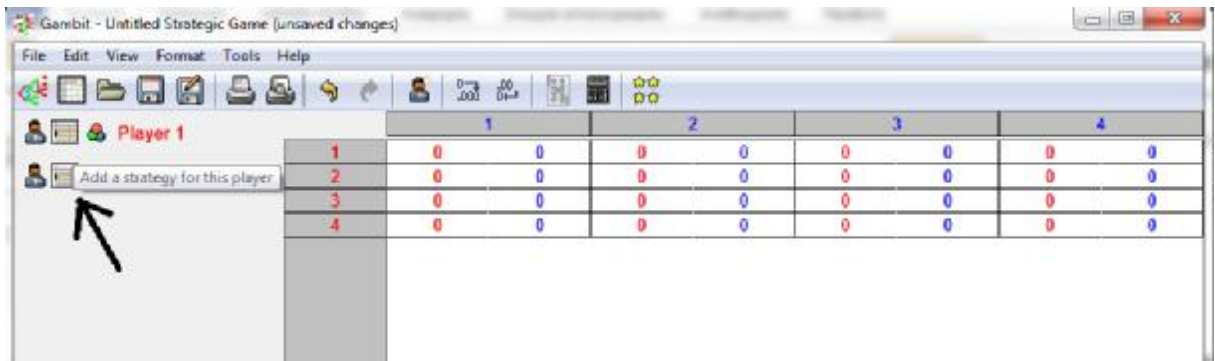 Gambit - Untitled Strategic Game (unsaved changes)
File Edit View Format Tools Help
Player 1
1 2 3 4
1 0 0 0 0 0 0 0 0
Add a strategy for this player
2 0 0 0 0 0 0 0 0
3 0 0 0 0 0 0 0 0
4 0 0 0 0 0 0 0 0